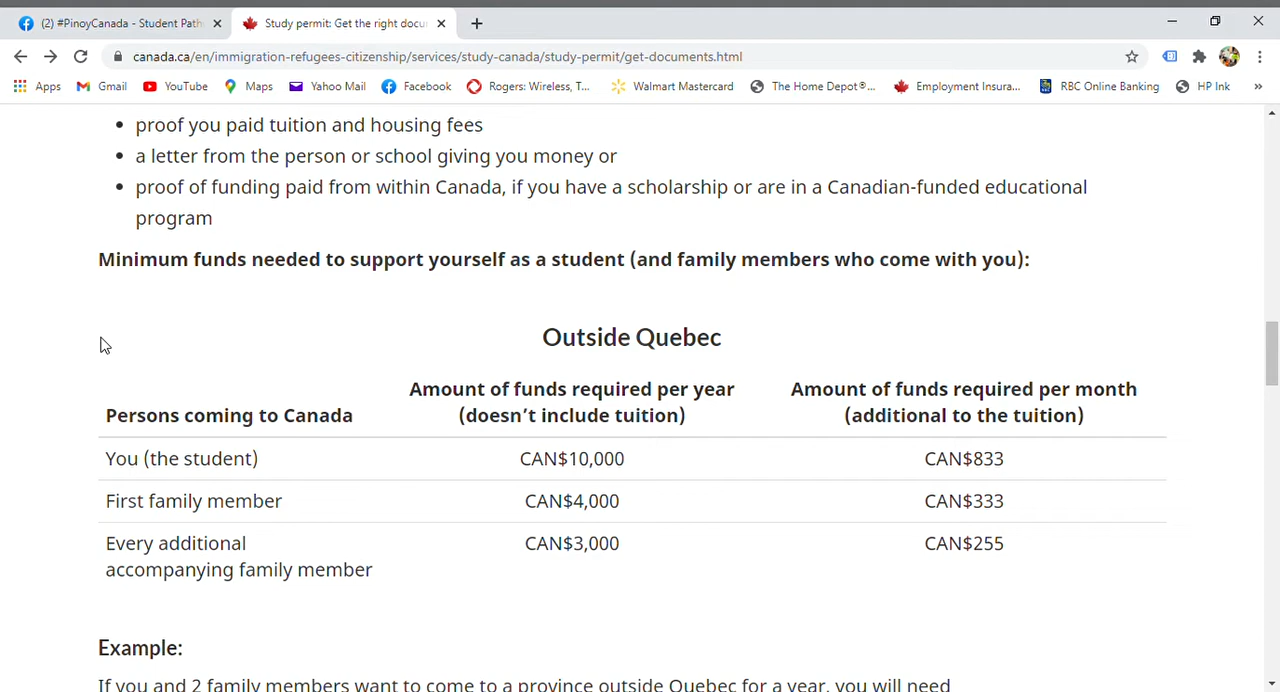 (2) #PinoyCanada - Student Path
Study permit: Get the right docu
canada.ca/en/immigration-refugees-citizenship/services/study-canada/study-permit/get-documents.html
Apps Gmail YouTube Maps Yahoo Mail Facebook Rogers: Wireless, T... Walmart Mastercard The Home Depot®... Employment Insura... RBC Online Banking HP Ink »
• proof you paid tuition and housing fees
• a letter from the person or school giving you money or
• proof of funding paid from within Canada, if you have a scholarship or are in a Canadian-funded educational
program
Minimum funds needed to support yourself as a student (and family members who come with you):
Outside Quebec
Persons coming to Canada
Amount of funds required per year
(doesn’t include tuition)
Amount of funds required per month
(additional to the tuition)
You (the student) CAN$10,000 CAN$833
First family member CAN$4,000 CAN$333
Every additional
accompanying family member
CAN$3,000 CAN$255
Example:
If you and 2 family members want to come to a province outside Quebec for a year, you will need